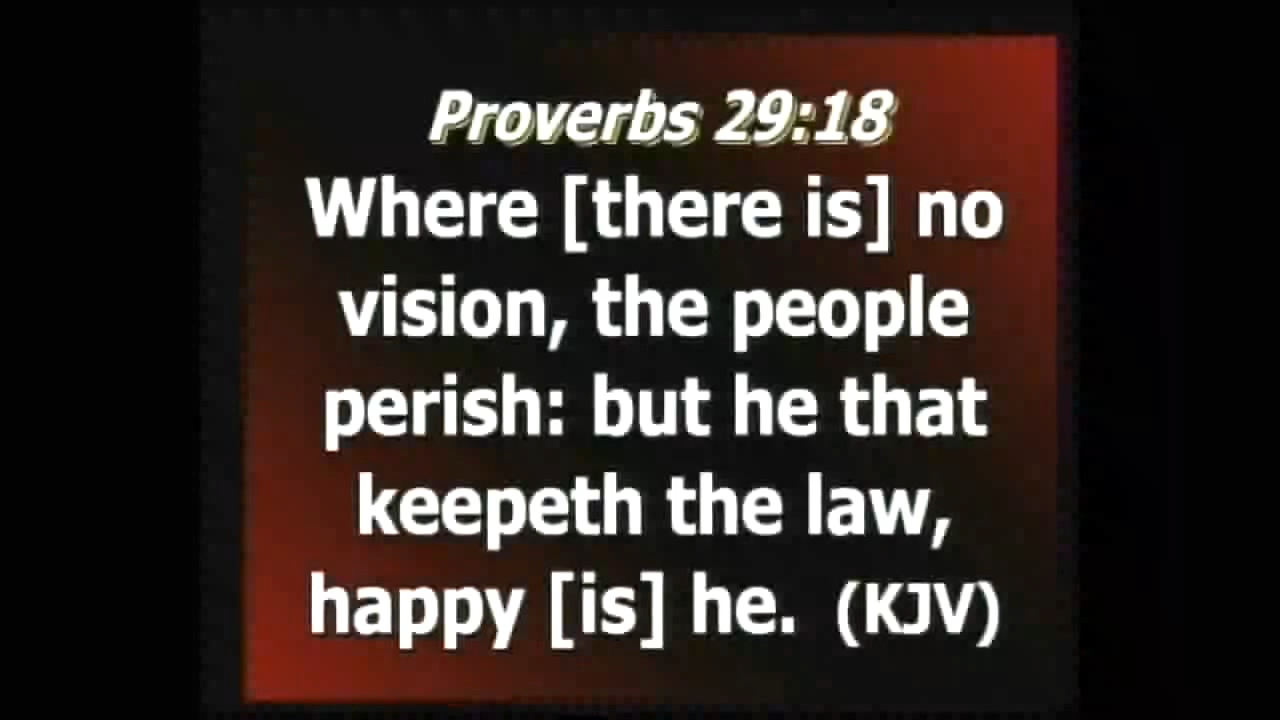 Proverbs 29:18
Where [there is] no
vision, the people
perish: but he that
keepeth the law,
happy [is] he. (KJV)